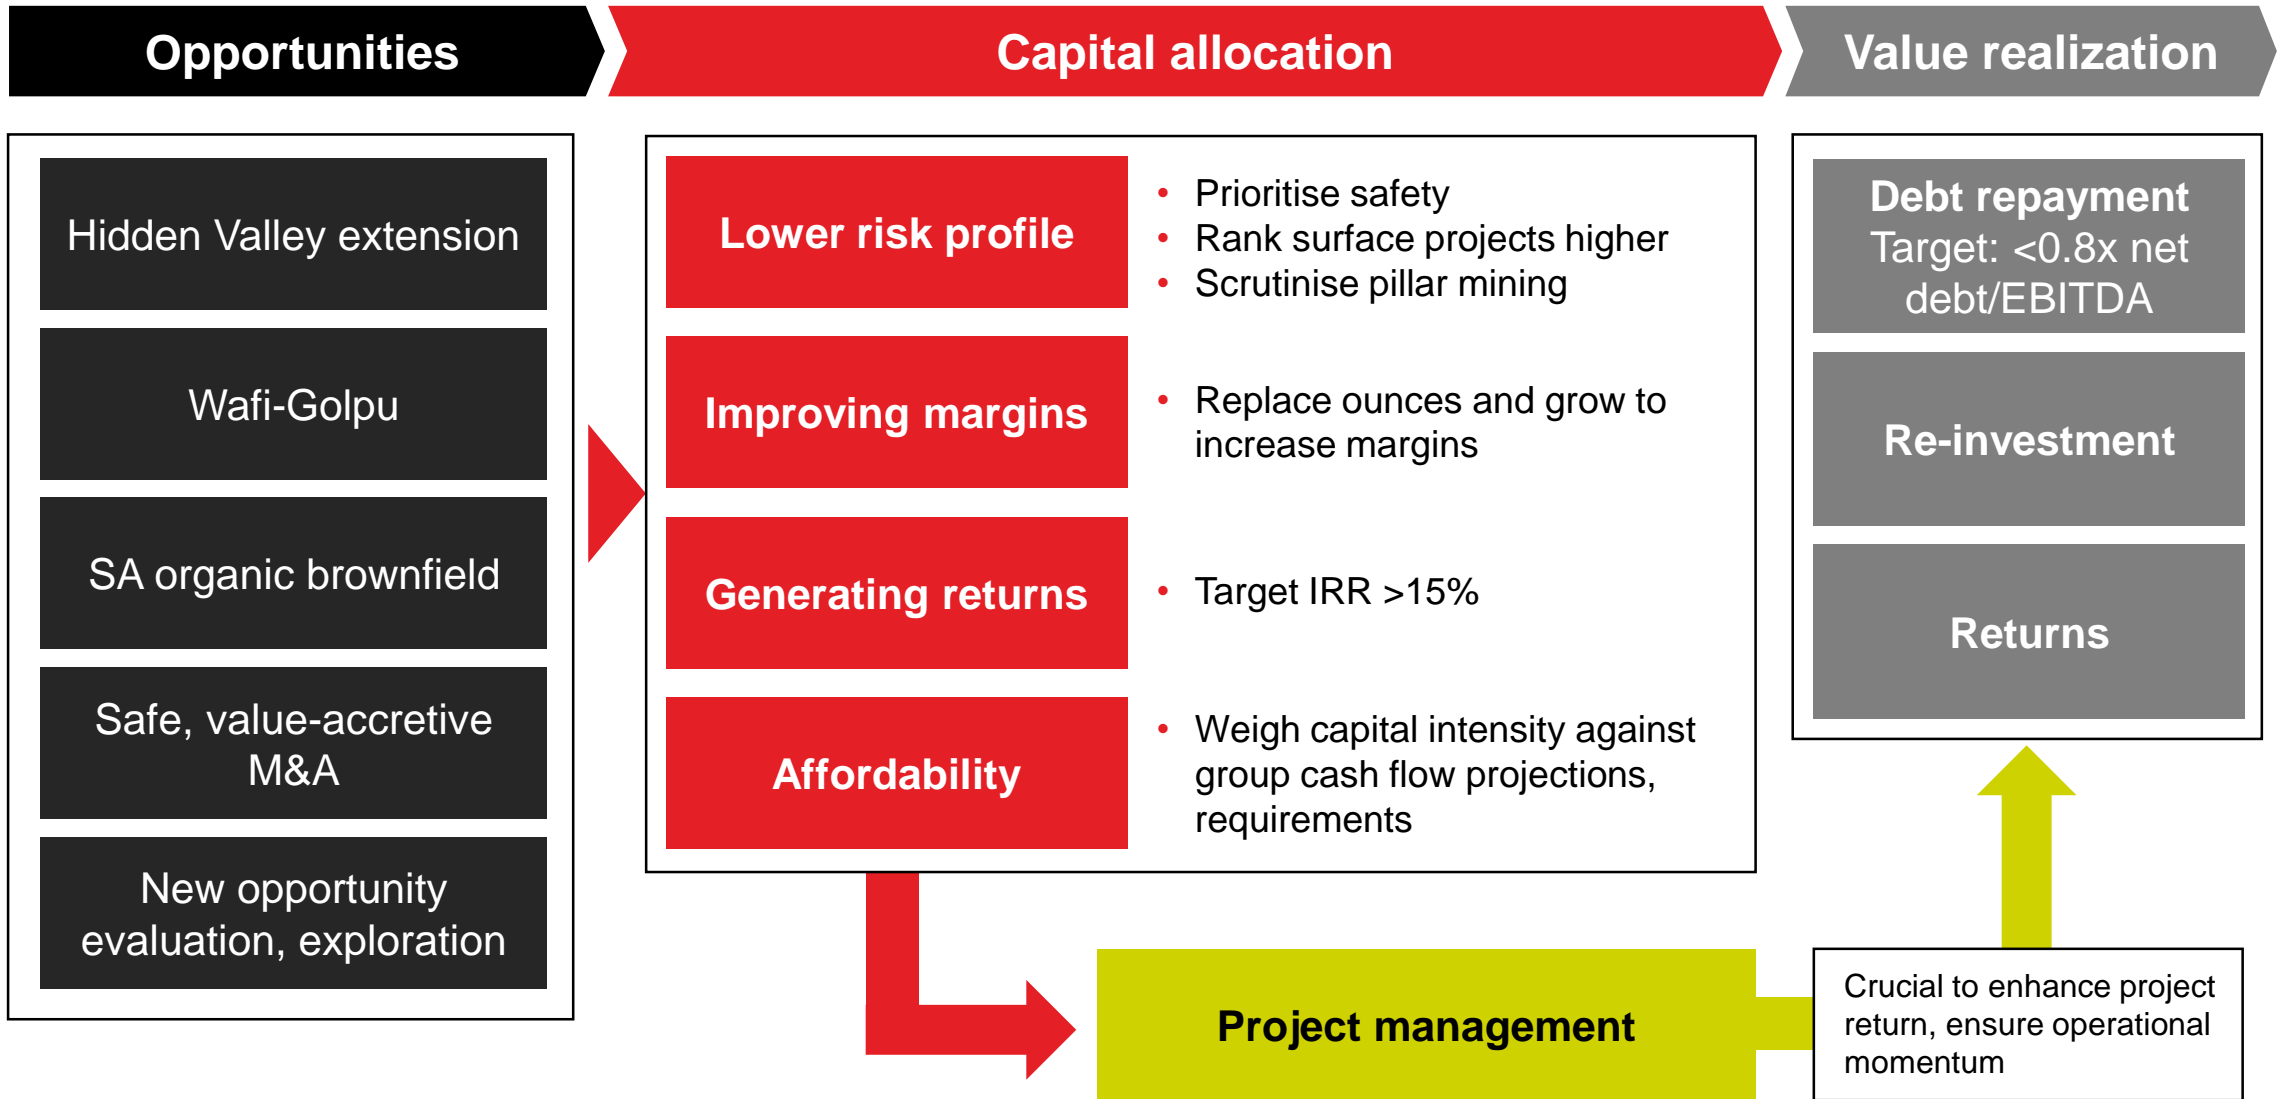 Opportunities
Capital allocation
Value realization
Hidden Valley extension
Wafi-Golpu
SA organic brownfield
Safe, value-accretive
M&A
New opportunity
evaluation, exploration
Lower risk profile
• Prioritise safety
• Rank surface projects higher
• Scrutinise pillar mining
Improving margins
• Replace ounces and grow to
increase margins
Generating returns
• Target IRR >15%
Affordability
• Weigh capital intensity against
group cash flow projections,
requirements
Debt repayment
Target: <0.8x net
debt/EBITDA
Re-investment
Returns
Project management
Crucial to enhance project
return, ensure operational
momentum